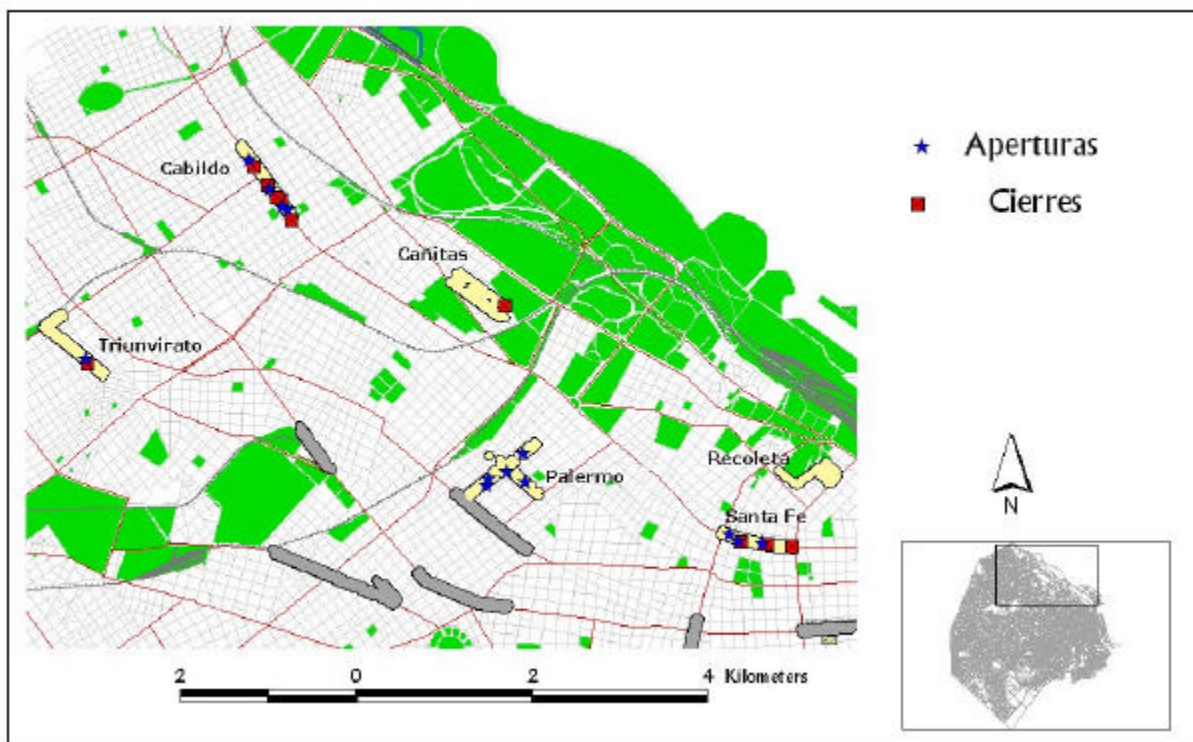 Cabildo
Cañitas
Triunvirato
Palermo
Recoleta
Santa Fe
Aperturas
Cierres
N
2 0 2 4 Kilometers